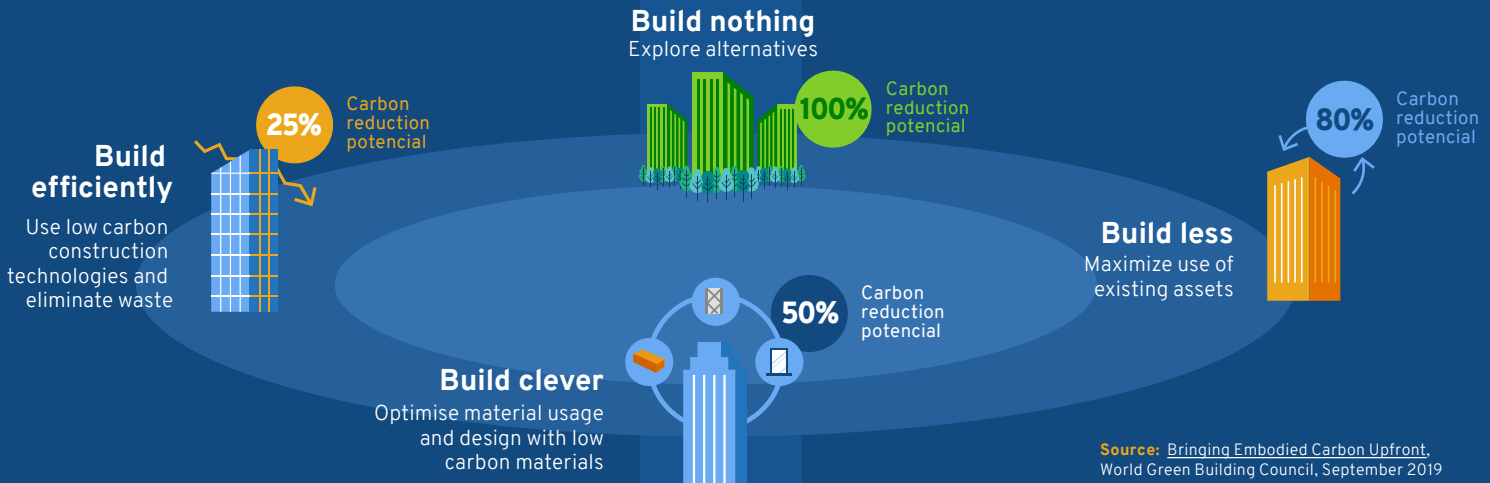 Build nothing
Explore alternatives
100%
Carbon
reduction
potencial
25%
Carbon
reduction
potencial
Build
efficiently
Use low carbon
construction
technologies and
eliminate waste
80%
Carbon
reduction
potencial
Build less
Maximize use of
existing assets
50%
Carbon
reduction
potencial
Build clever
Optimise material usage
and design with low
carbon materials
Source: Bringing Embodied Carbon Upfront,
World Green Building Council, September 2019